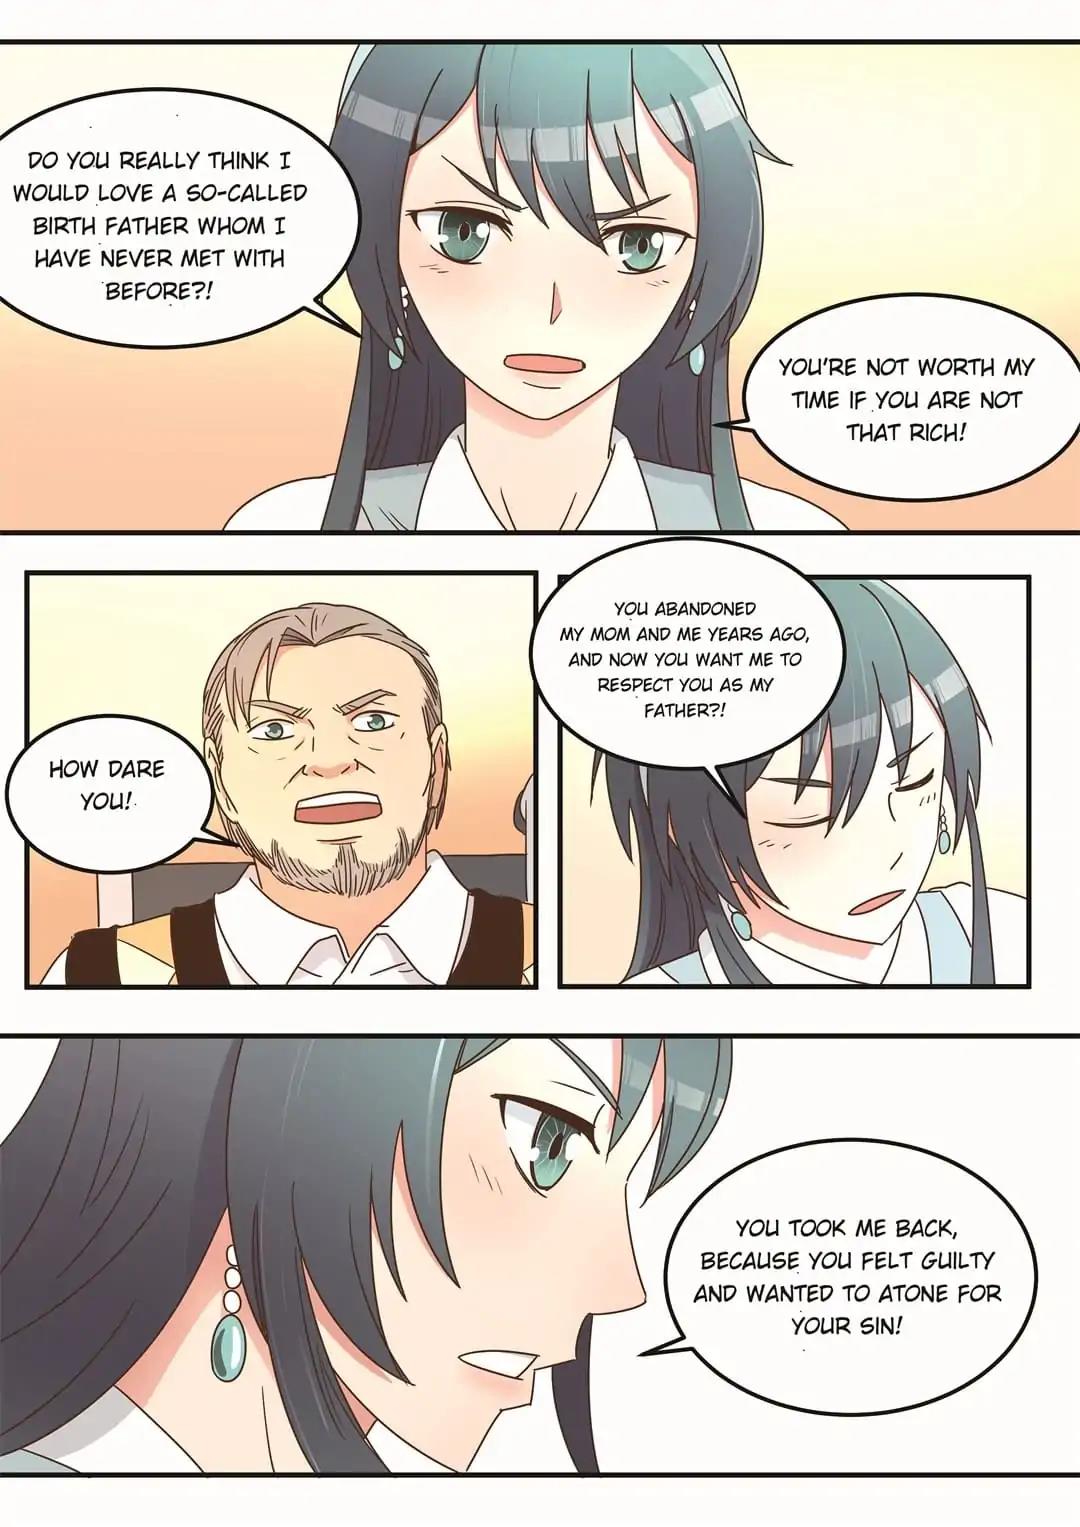 DO YOU REALLY THINK I
WOULD LOVE A SO-CALLED
BIRTH FATHER WHOM I
HAVE NEVER MET WITH
BEFORE?!
YOU'RE NOT WORTH MY
TIME IF YOU ARE NOT
THAT RICH!
HOW DARE
YOU!
YOU ABANDONED
MY MOM AND ME YEARS AGO,
AND NOW YOU WANT ME TO
RESPECT YOU AS MY
FATHER?!
YOU TOOK ME BACK,
BECAUSE YOU FELT GUILTY
AND WANTED TO ATONE FOR
YOUR SIN!